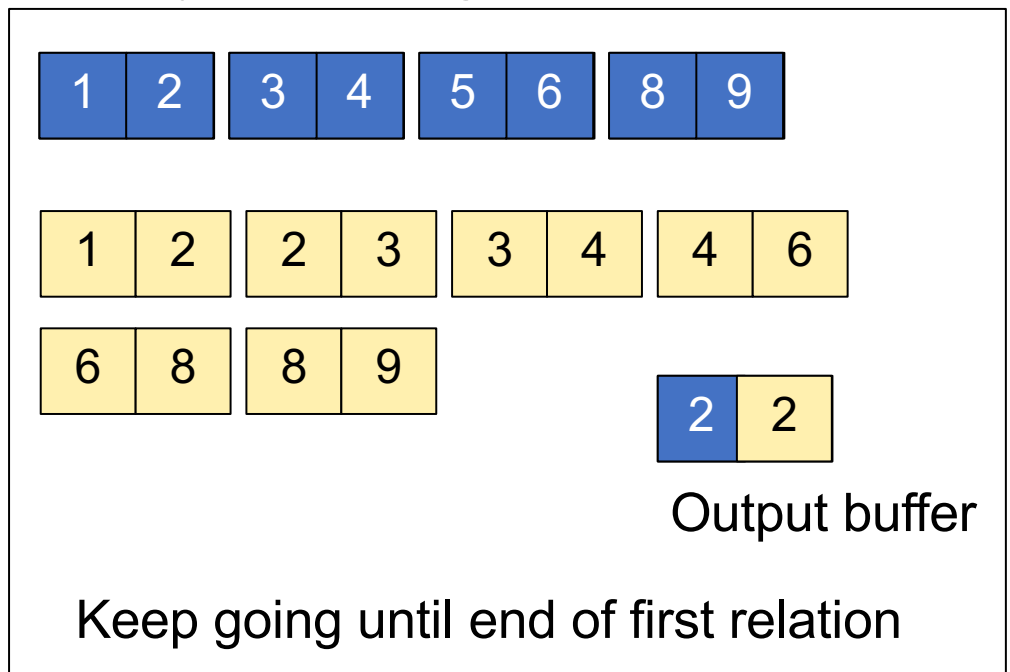 1 2 3 4 5 6 8 9
1 2 2 3 3 4 4 6
6 8 8 9
2 2
Output buffer
Keep going until end of first relation